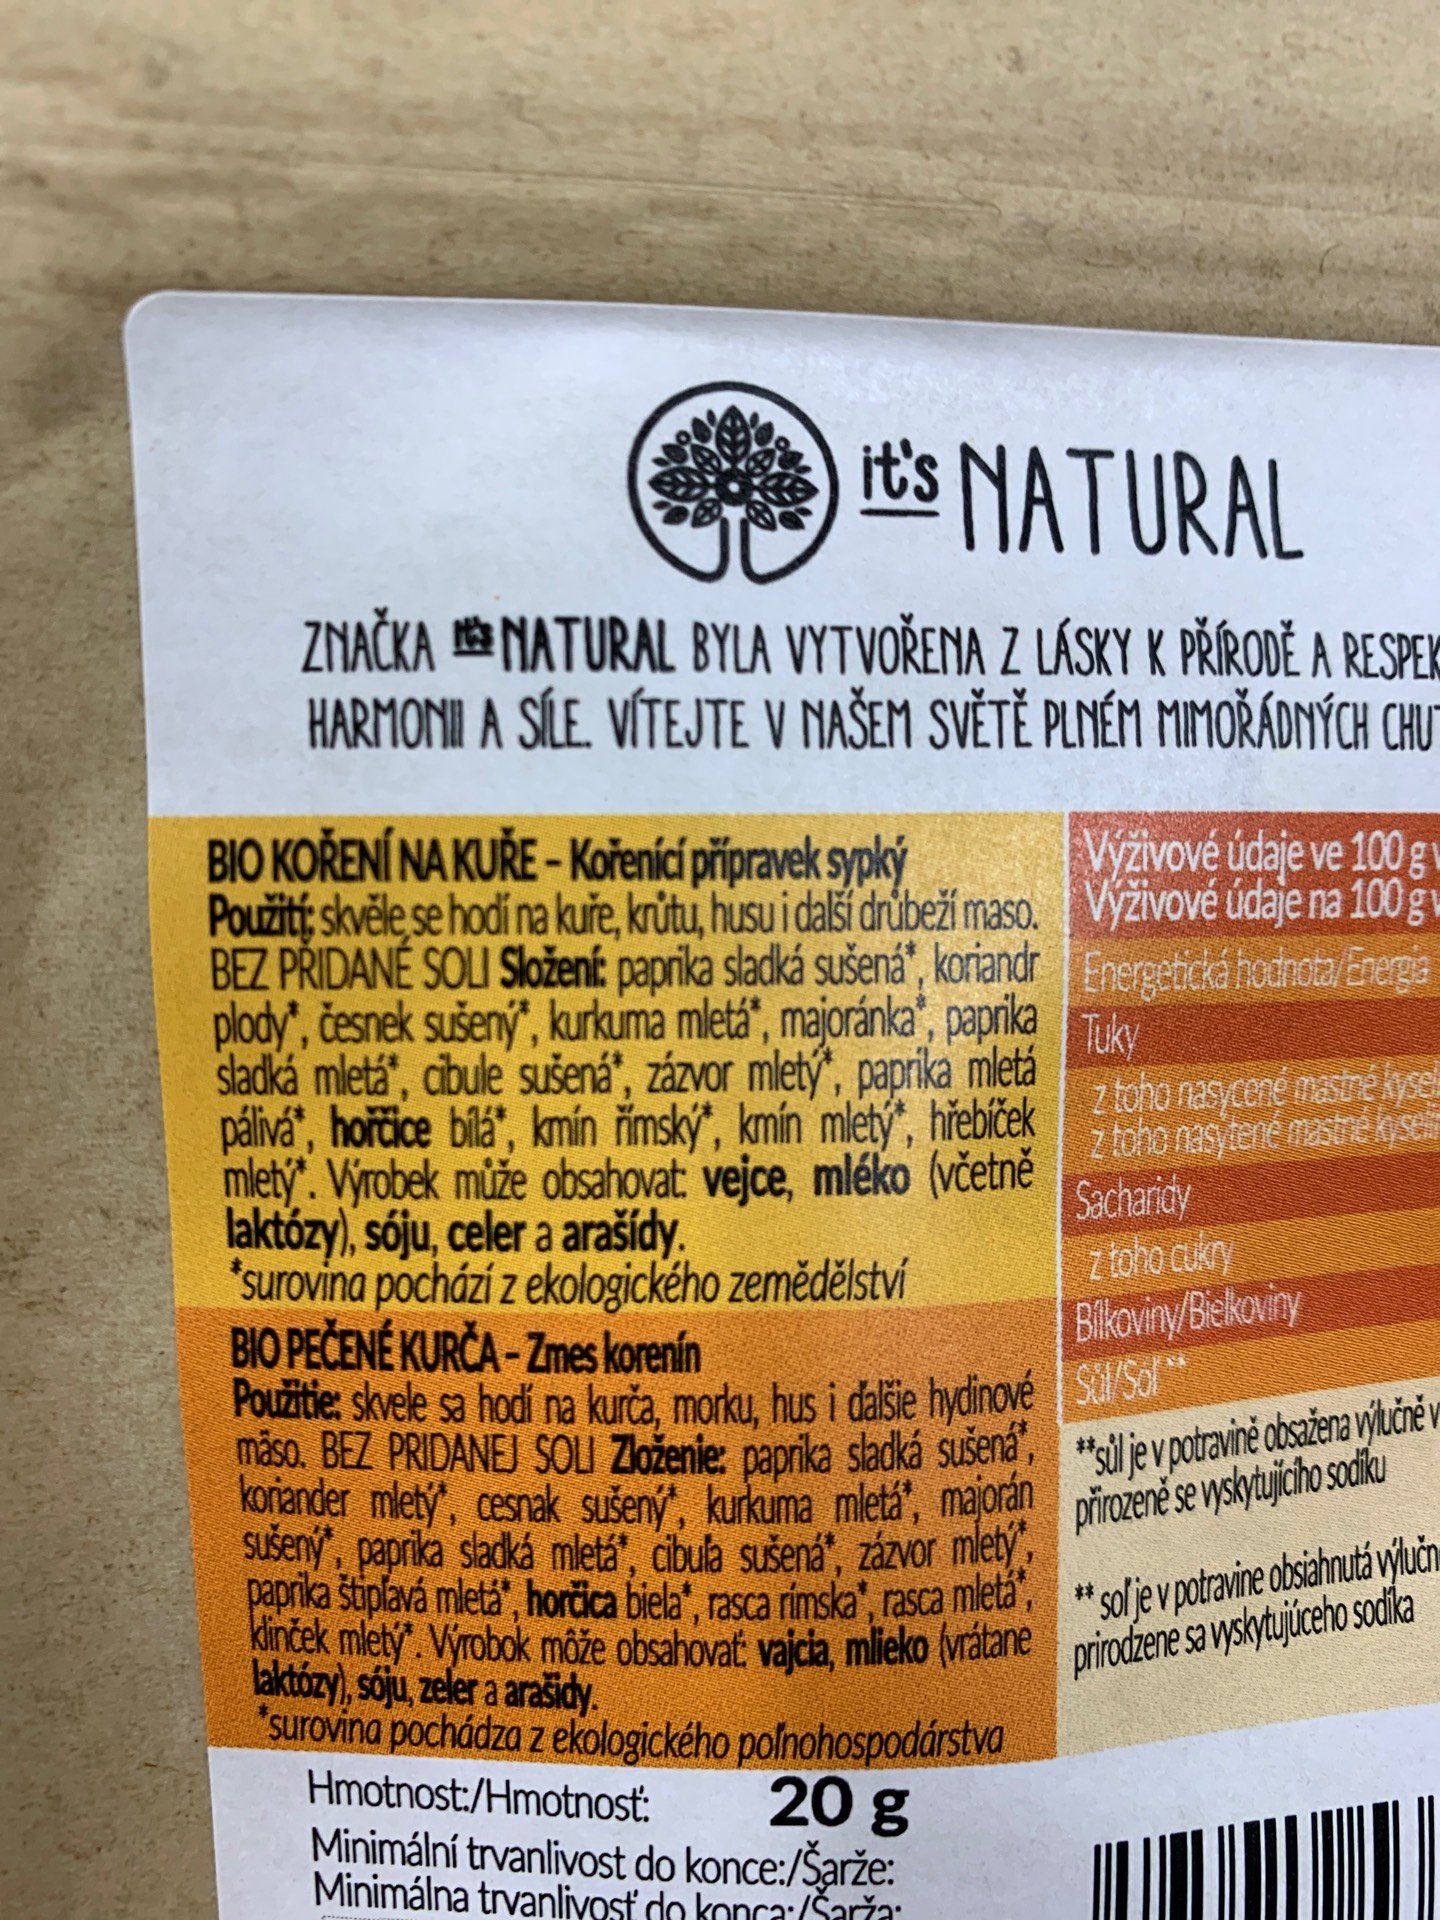 it's NATURAL
ZNAČKA it's NATURAL BYLA VYTVOŘENA Z LÁSKY K PŘÍRODĚ A
HARMONII A SÍLE. VÍTEJTE V NAŠEM SVĚTĚ PLNÉM MIMOŘÁDNÝCH
BIO KOŘENÍ NA KUŘE – Kořenící přípravek sypký
Použití: skvěle se hodí na kuře, krůtu, husu i další drůbeží maso.
BEZ PŘIDANÉ SOLI Složení: paprika sladká sušená*, koriandr
plody*, česnek sušený*, kurkuma mletá*, majoránka*, paprika
sladká mletá*, cibule sušená*, zázvor mletý*, paprika mletá
pálivá*, hořčice bílá*, kmín římský*, kmín mletý*, hřebíček
mletý*. Výrobek může obsahovat: vejce, mléko (včetně
laktózy), sóju, celer a arašídy.
*surovina pochází z ekologického zemědělství
BIO PEČENÉ KURČA – Zmes korenín
Použitie: skvele sa hodí na kurča, morku, hus i ďalšie hydinové
mäso. BEZ PRIDANEJ SOLI Zloženie: paprika sladká sušená*,
koriander mletý*, cesnak sušený*, kurkuma mletá*, majorán
sušený*, paprika sladká mletá*, cibuľa sušená*, zázvor mletý*,
paprika štipľavá mletá*, horčica biela*, rasca rímska*, rasca mletá*,
klinček mletý*. Výrobok môže obsahovať: vajcia, mlieko (vrátane
laktózy), sóju, zeler a arašidy.
*surovina pochádza z ekologického poľnohospodárstva
Hmotnost:/Hmotnosť: 20 g
Minimální trvanlivost do konce:/Šarže:
Minimálna trvanlivosť do konca:/Šarža:
Výživové údaje ve 100 g
Výživové údaje na 100 g
Energetická hodnota/Energia
Tuky
z toho nasycené mastné
z toho nasýtené mastné
Sacharidy
z toho cukry
Bílkoviny/Bielkoviny
Sůl/Soľ**
**sůl je v potravině obsažena výlučně
přirozeně se vyskytujícího sodíku
** soľ je v potravine obsiahnutá
prirodzene sa vyskytujúceho sodíka